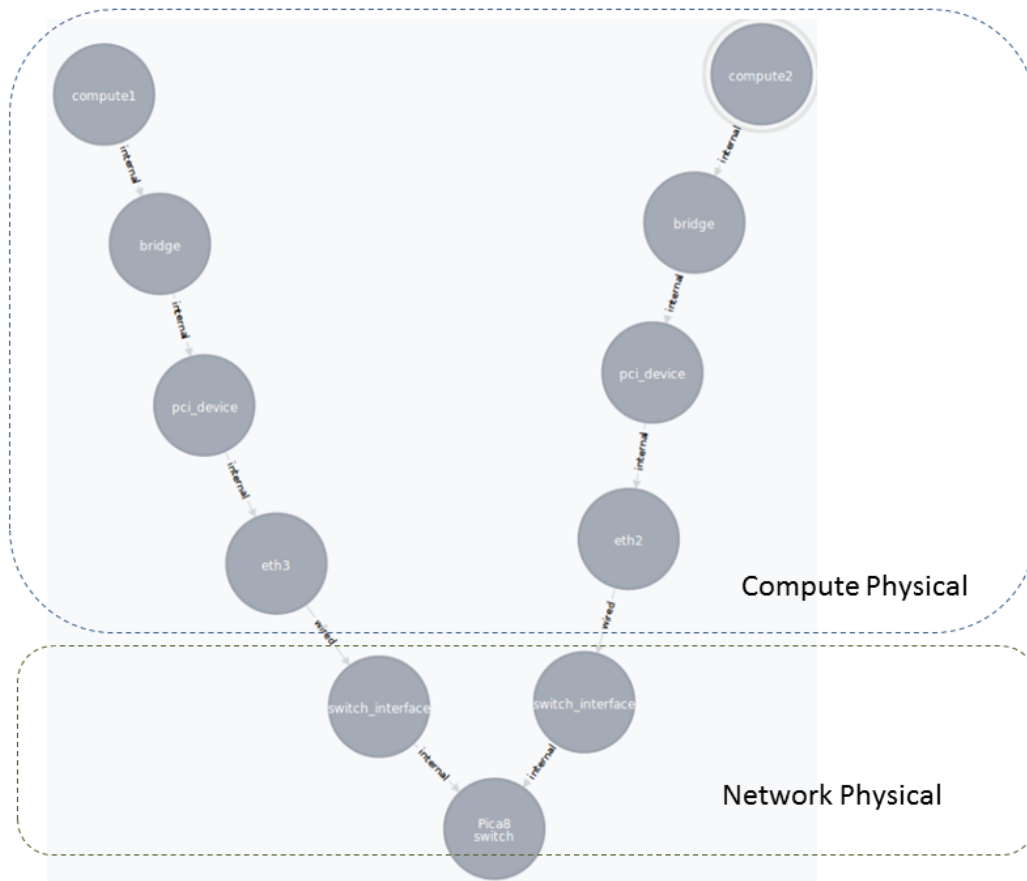 compute1
compute2
internal
internal
bridge
bridge
internal
internal
pci_device
pci_device
internal
internal
eth3
eth2
Compute Physical
wired
wired
switch_interface
switch_interface
internal
internal
Network Physical
Pica8
switch